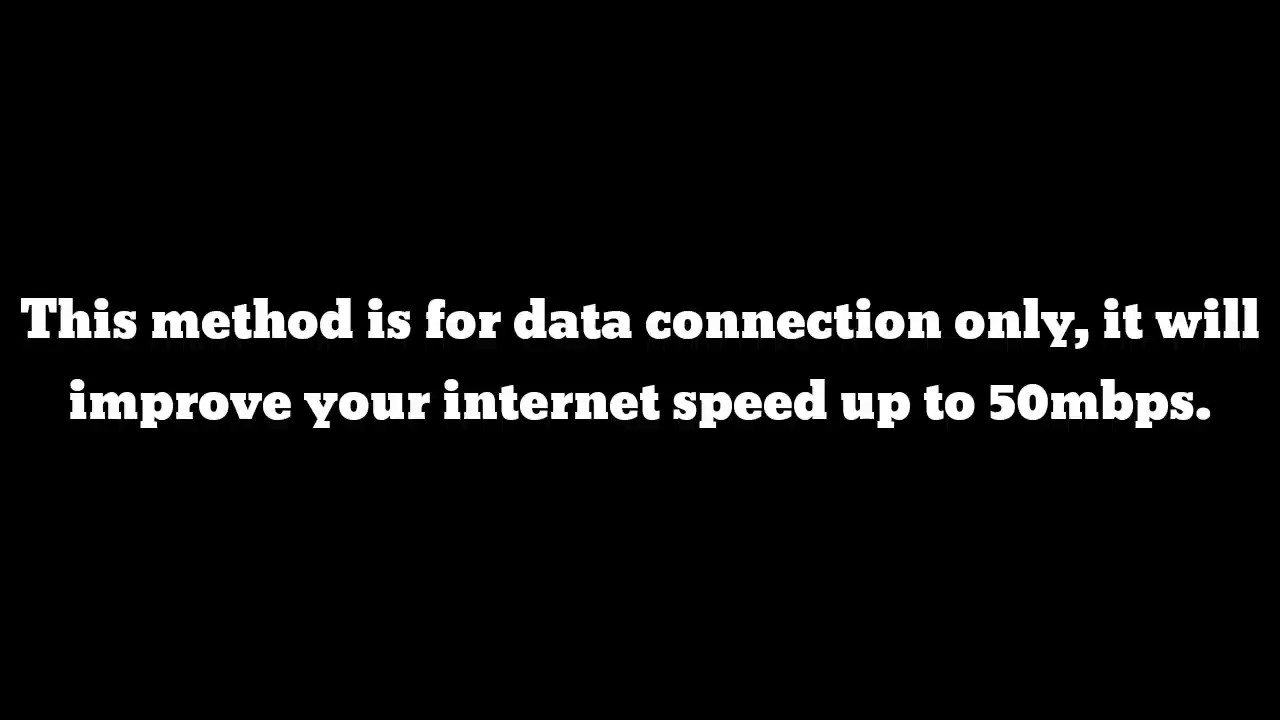 This method is for data connection only, it will
improve your internet speed up to 50mbps.